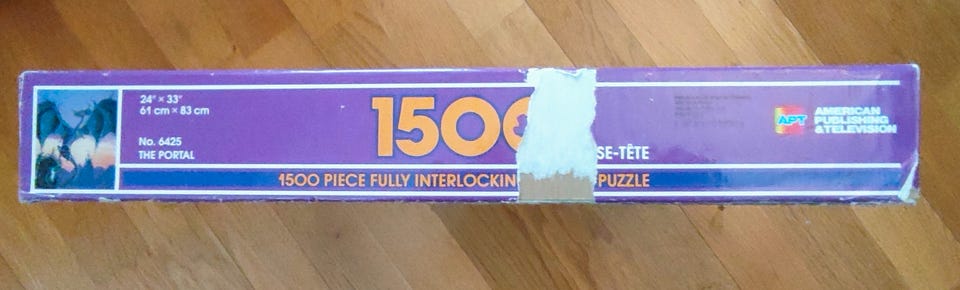 24" × 33"
61 cm × 83 cm
No. 6425
THE PORTAL
1500
SE-TÊTE
1500 PIECE FULLY INTERLOCKIN
PUZZLE
APT
AMERICAN
PUBLISHING
& TELEVISION